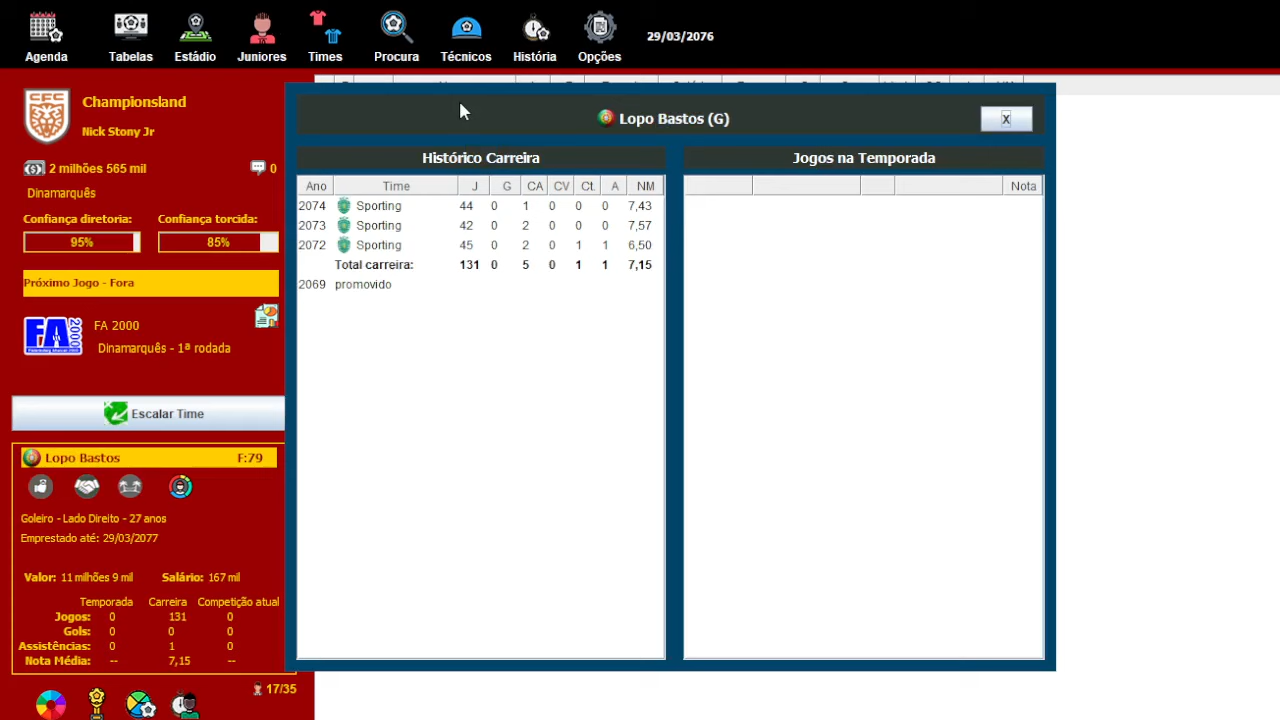 Agenda Tabelas Estádio Juniores Times Procura Técnicos História Opções 29/03/2076
CFC
Championsland
Nick Stony Jr
2 milhões 565 mil 0
Dinamarquês
Confiança diretoria: Confiança torcida:
95% 85%
Próximo Jogo - Fora
FA 2000
FA 2000
Dinamarquês - 1ª rodada
Escalar Time
Lopo Bastos F:79
Goleiro - Lado Direito - 27 anos
Emprestado até: 29/03/2077
Valor: 11 milhões 9 mil Salário: 167 mil
Temporada Carreira Competição atual
Jogos: 0 131 0
Gols: 0 0 0
Assistências: 0 1 0
Nota Média: -- 7,15 --
17/35
Lopo Bastos (G) X
Histórico Carreira
Ano Time J G CA CV Ct. A NM
2074 Sporting 44 0 1 0 0 0 7,43
2073 Sporting 42 0 2 0 0 0 7,57
2072 Sporting 45 0 2 0 1 1 6,50
Total carreira: 131 0 5 0 1 1 7,15
2069 promovido
Jogos na Temporada
Nota